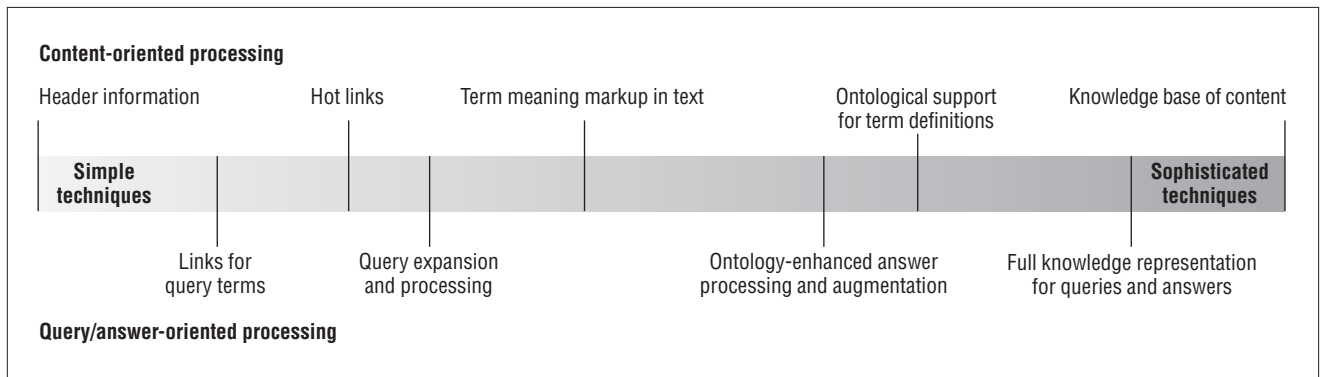 Content-oriented processing
Header information
Hot links
Term meaning markup in text
Ontological support
for term definitions
Knowledge base of content
Simple
techniques
Sophisticated
techniques
Links for
query terms
Query expansion
and processing
Ontology-enhanced answer
processing and augmentation
Full knowledge representation
for queries and answers
Query/answer-oriented processing